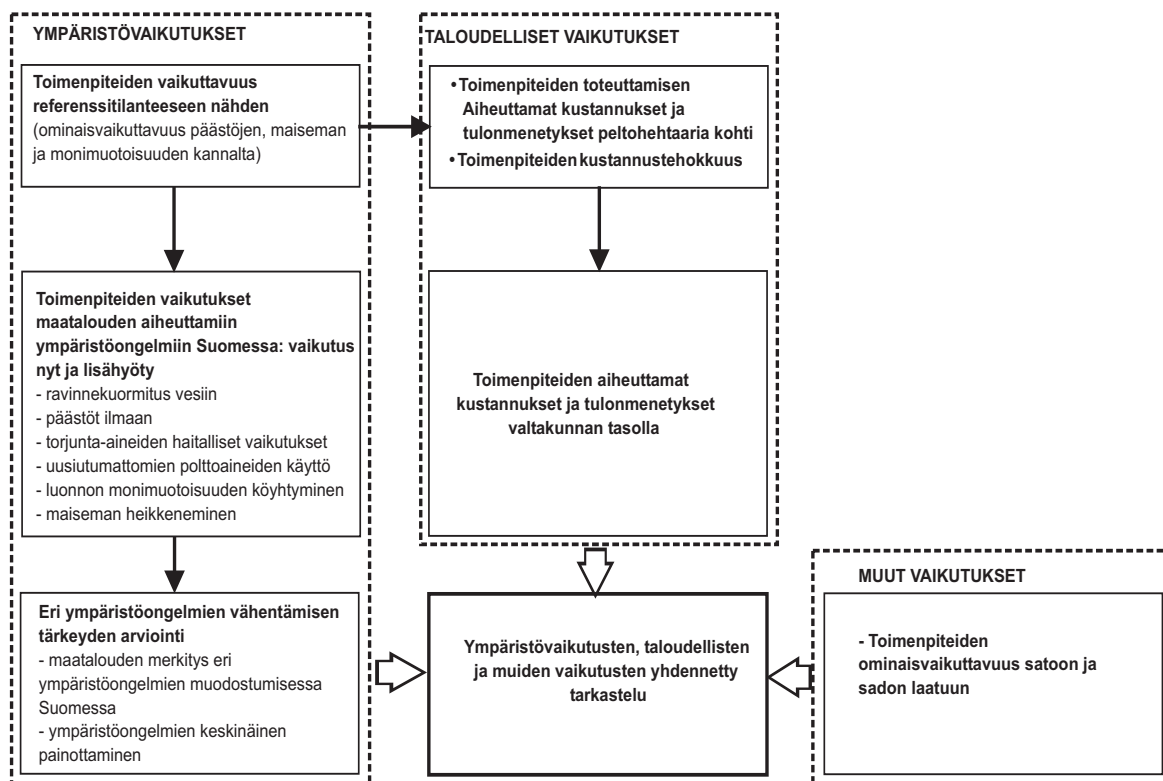 YMPÄRISTÖVAIKUTUKSET
Toimenpiteiden vaikuttavuus
referenssitilanteeseen nähden
(ominaisvaikuttavuus päästöjen, maiseman
ja monimuotoisuuden kannalta)
Toimenpiteiden vaikutukset
maatalouden aiheuttamiin
ympäristöongelmiin Suomessa: vaikutus
nyt ja lisähyöty
- ravinnekuormitus vesiin
- päästöt ilmaan
- torjunta-aineiden haitalliset vaikutukset
- uusiutumattomien polttoaineiden käyttö
- luonnon monimuotoisuuden köyhtyminen
- maiseman heikkeneminen
Eri ympäristöongelmien vähentämisen
tärkeyden arviointi
- maatalouden merkitys eri
ympäristöongelmien muodostumisessa
Suomessa
- ympäristöongelmien keskinäinen
painottaminen
TALOUDELLISET VAIKUTUKSET
• Toimenpiteiden toteuttamisen
Aiheuttamat kustannukset ja
tulonmenetykset peltohehtaaria kohti
• Toimenpiteiden kustannustehokkuus
Toimenpiteiden aiheuttamat
kustannukset ja tulonmenetykset
valtakunnan tasolla
Ympäristövaikutusten, taloudellisten
ja muiden vaikutusten yhdennetty
tarkastelu
MUUT VAIKUTUKSET
- Toimenpiteiden
ominaisvaikuttavuus satoon ja
sadon laatuun